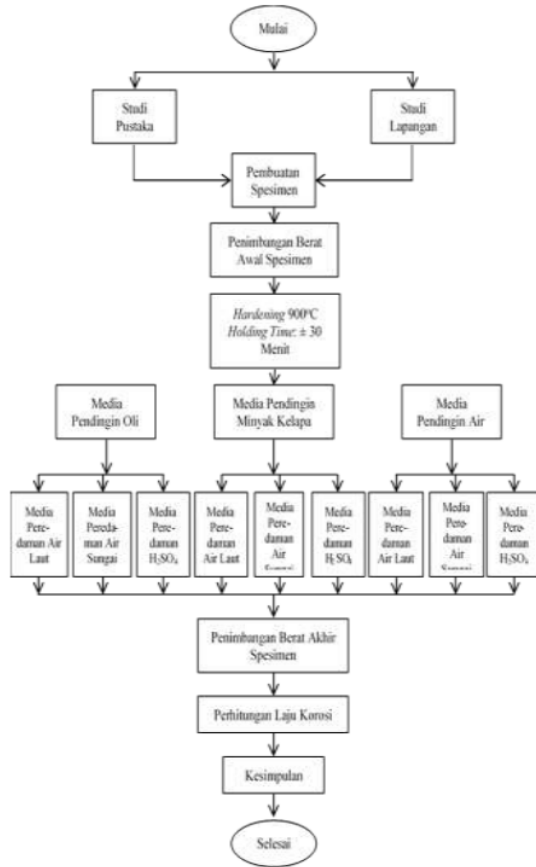 Mulai
Studi
Pustaka
Studi
Lapangan
Pembuatan
Spesimen
Penimbangan Berat
Awal Spesimen
Hardening 900°C
Holding Time: ± 30
Menit
Media
Pendingin Oli
Media Pendingin
Minyak Kelapa
Media
Pendingin Air
Media
Pere-
daman Air
Laut
Media
Pereda-
man Air
Sungai
Media
Pere-
daman
H₂SO₄
Media
Pere-
daman
Air Laut
Media
Pere-
daman
Air
Media
Pere-
daman
H₂SO₄
Media
Pere-
daman
Air Laut
Media
Pere-
daman
Air
Media
Pere-
daman
H₂SO₄
Penimbangan Berat Akhir
Spesimen
Perhitungan Laju Korosi
Kesimpulan
Selesai